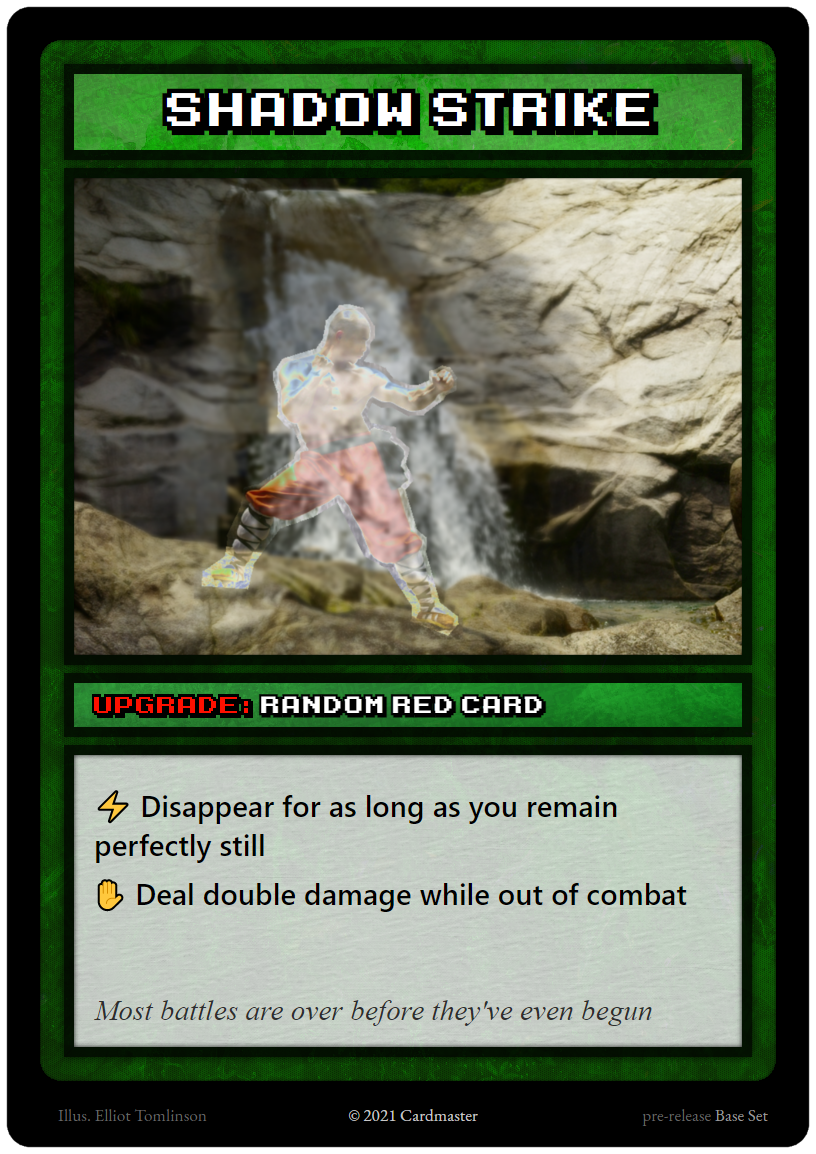 SHADOW STRIKE
UPGRADE: RANDOM RED CARD
⚡ Disappear for as long as you remain
perfectly still
✋ Deal double damage while out of combat
Most battles are over before they've even begun
Illus. Elliot Tomlinson © 2021 Cardmaster pre-release Base Set